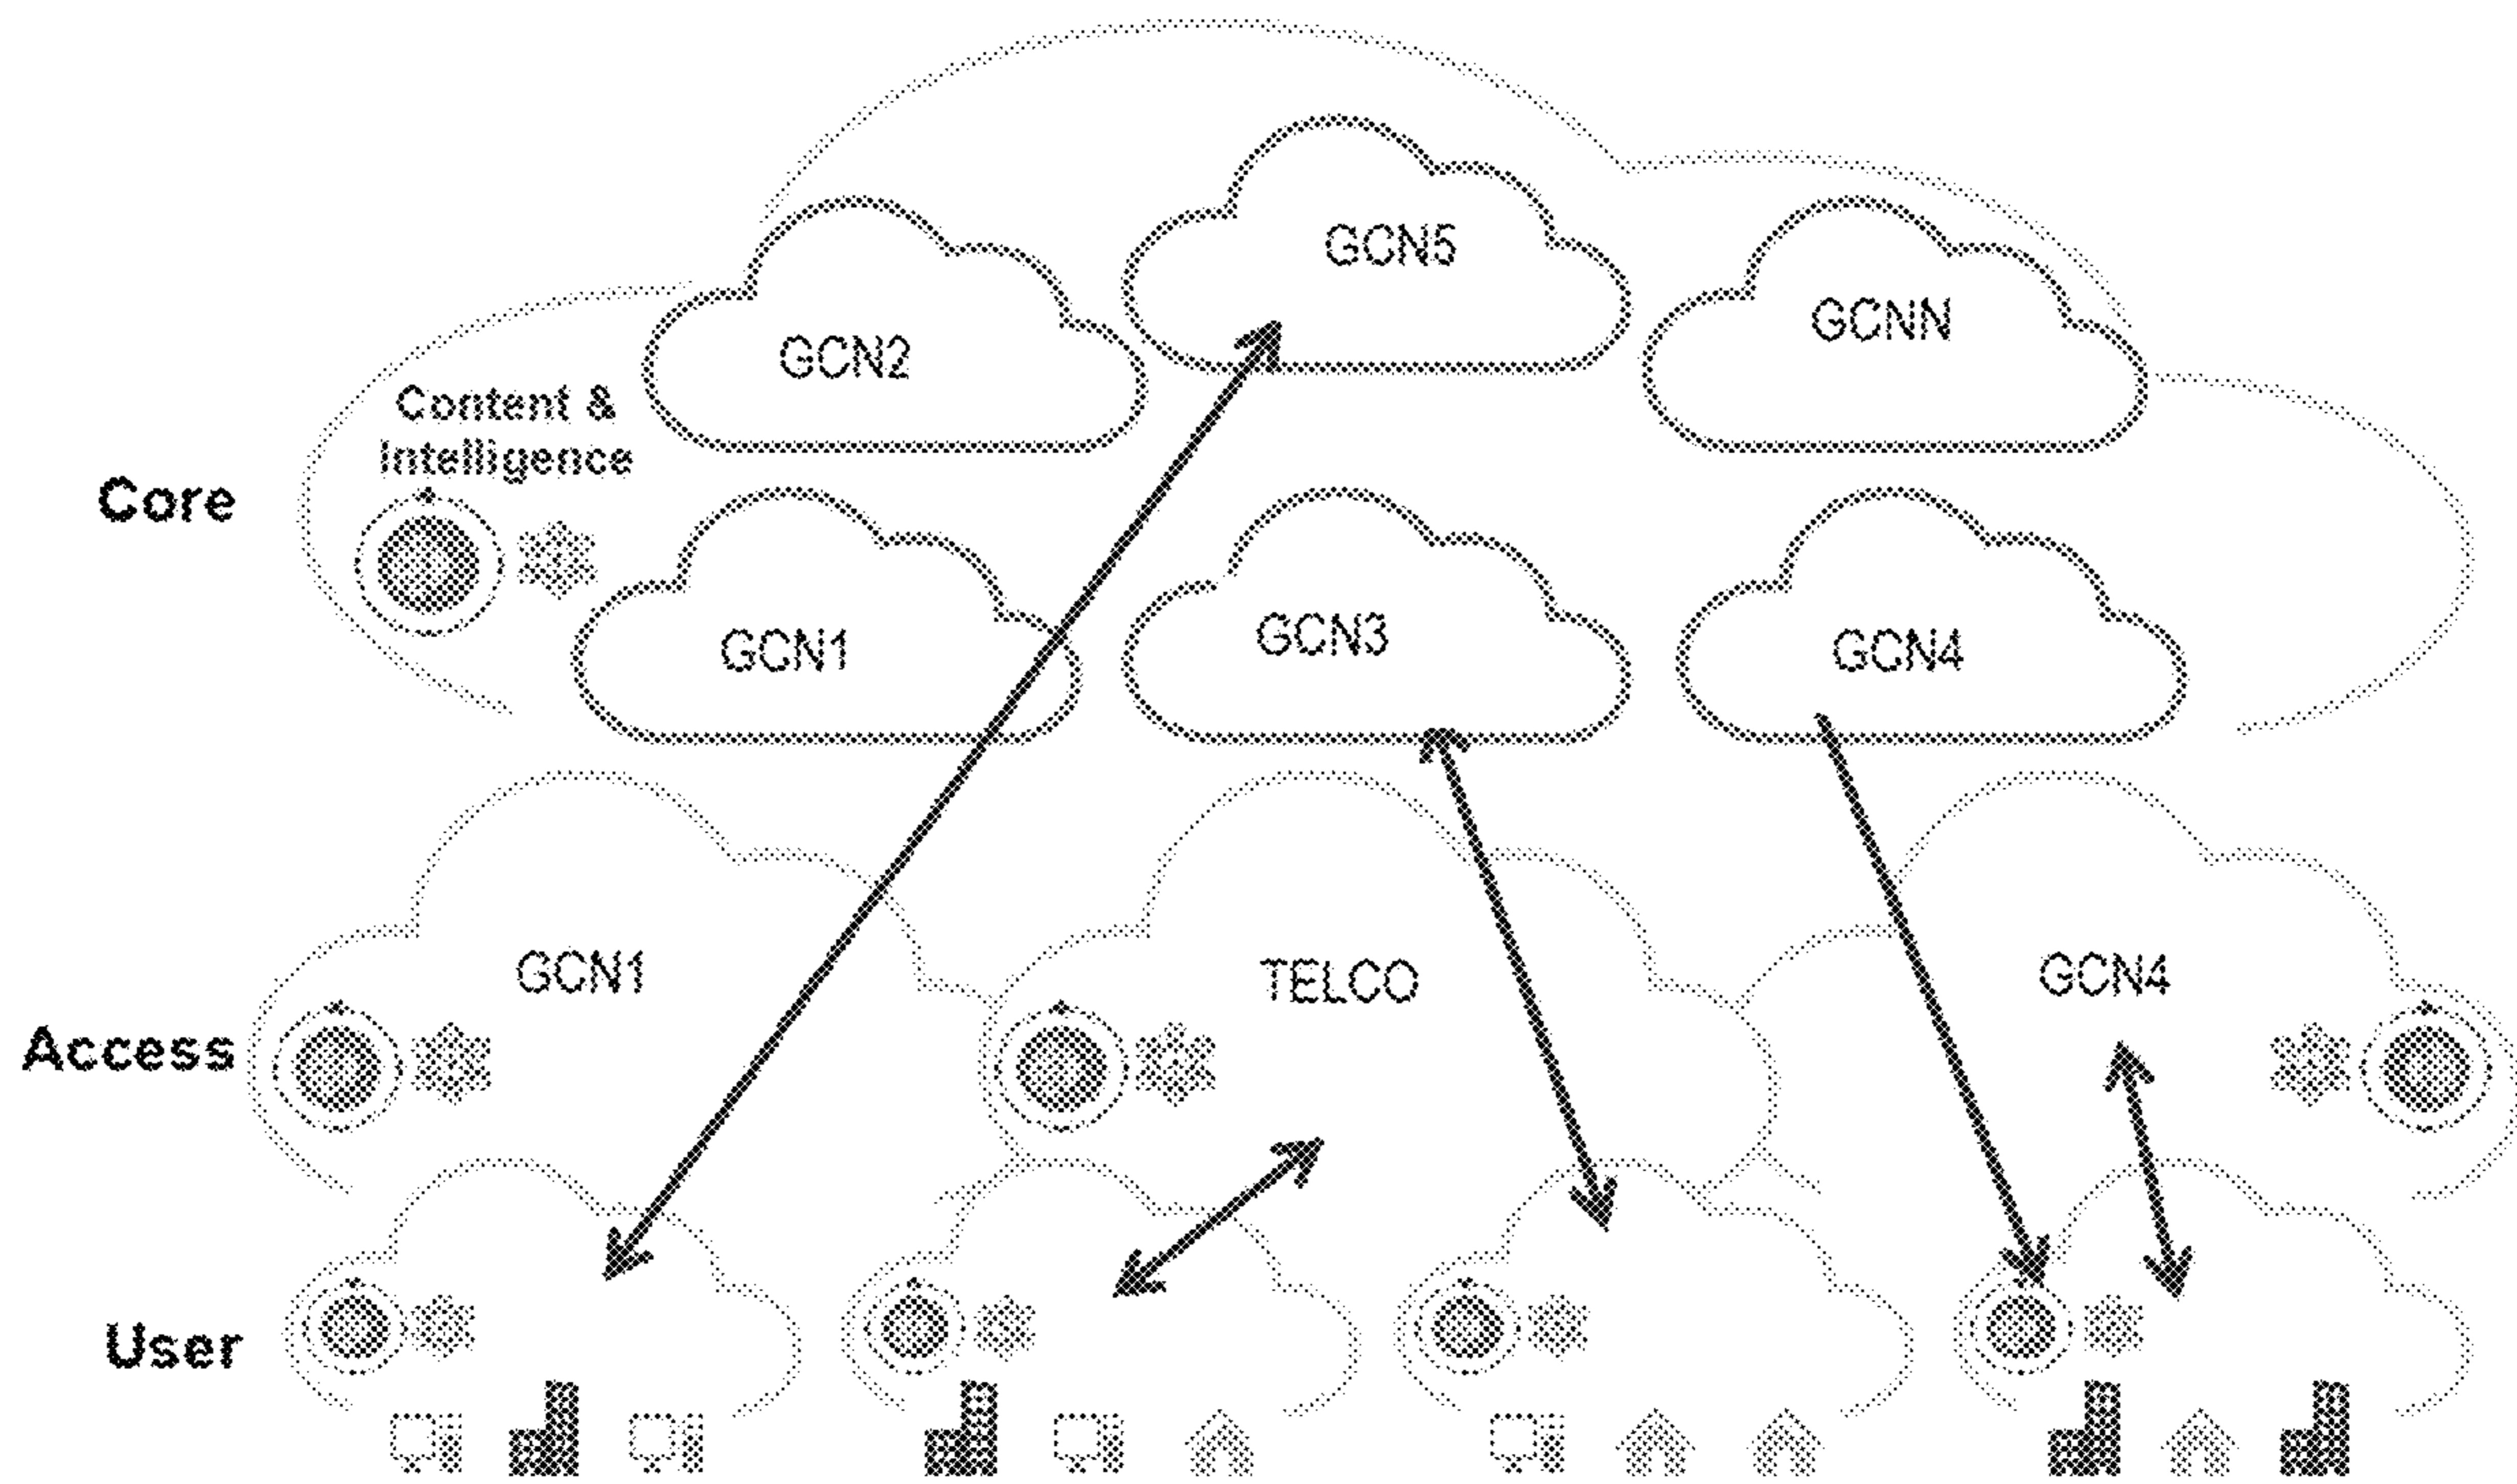 GCN5
GCNN
GCN2
Content &
Intelligence
Core
GCN1
GCN3
GCN4
GCN1
TELCO
GCN4
Access
User